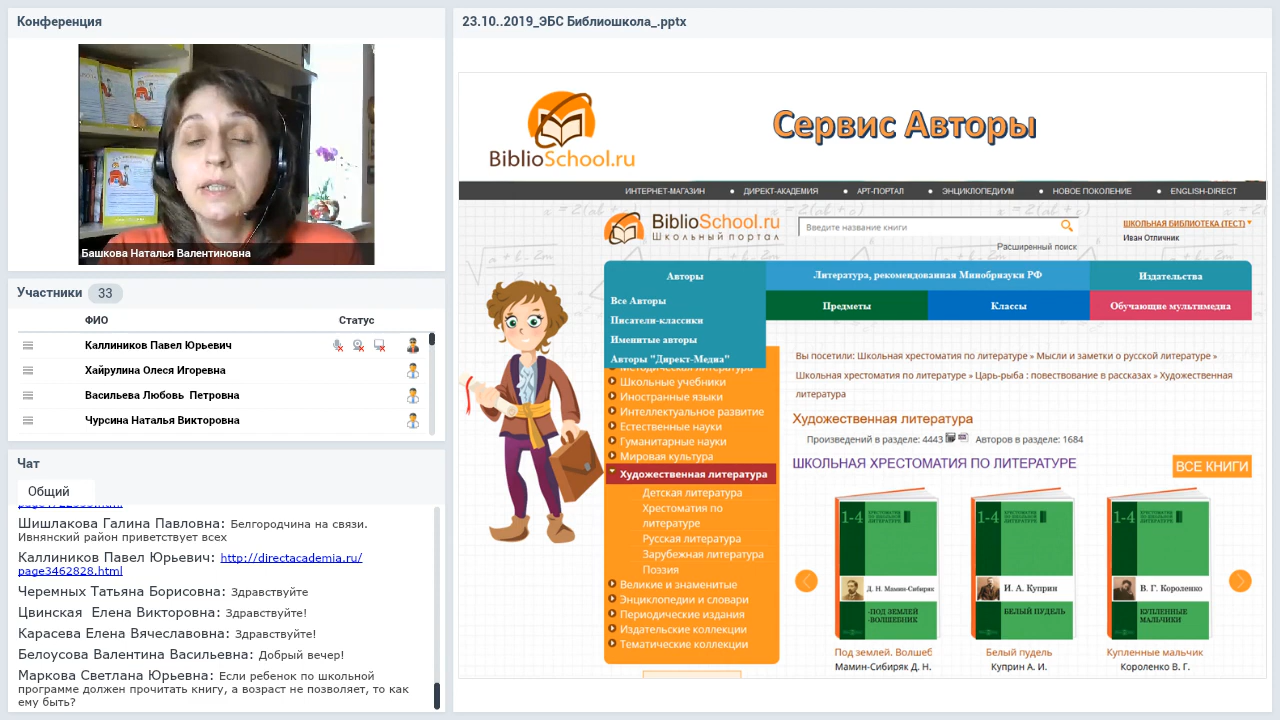 Конференция
Башкова Наталья Валентиновна
Участники 33
ФИО Статус
Каллиников Павел Юрьевич
Хайрулина Олеся Игоревна
Васильева Любовь Петровна
Чурсина Наталья Викторовна
Чат
Общий
Шишлакова Галина Павловна: Белгородчина на связи.
Ивнянский район приветствует всех
Каллиников Павел Юрьевич: http://directacademia.ru/
page3462828.html
Черемных Татьяна Борисовна: Здравствуйте
Шинская Елена Викторовна: Здравствуйте!
Карасева Елена Вячеславовна: Здравствуйте!
Белоусова Валентина Васильевна: Добрый вечер!
Маркова Светлана Юрьевна: Если ребенок по школьной
программе должен прочитать книгу, а возраст не позволяет, то как
ему быть?
23.10..2019_ЭБС Библиошкола_.pptx
BiblioSchool.ru
Сервис Авторы
ИНТЕРНЕТ-МАГАЗИН • ДИРЕКТ-АКАДЕМИЯ • АРТ-ПОРТАЛ • ЭНЦИКЛОПЕДИУМ • НОВОЕ ПОКОЛЕНИЕ • ENGLISH-DIRECT
BiblioSchool.ru
Школьный портал
Введите название книги
Расширенный поиск
ШКОЛЬНАЯ БИБЛИОТЕКА (ТЕСТ)
Иван Отличник
Авторы
Литература, рекомендованная Минобрнауки РФ
Издательства
Все Авторы
Писатели-классики
Именитые авторы
Авторы "Директ-Медиа"
Предметы
Классы
Обучающие мультимедиа
Методическая литература
Школьные учебники
Иностранные языки
Интеллектуальное развитие
Естественные науки
Гуманитарные науки
Мировая культура
Художественная литература
Детская литература
Хрестоматия по
литературе
Русская литература
Зарубежная литература
Поэзия
Великие и знаменитые
Энциклопедии и словари
Периодические издания
Издательские коллекции
Тематические коллекции
Вы посетили: Школьная хрестоматия по литературе » Мысли и заметки о русской литературе »
Школьная хрестоматия по литературе » Царь-рыба : повествование в рассказах » Художественная
литература
Художественная литература
Произведений в разделе: 4443 Авторов в разделе: 1684
ШКОЛЬНАЯ ХРЕСТОМАТИЯ ПО ЛИТЕРАТУРЕ
ВСЕ КНИГИ
1-4
Д. Н. Мамин-Сибиряк
ПОД ЗЕМЛЕЙ
ВОЛШЕБНИК
Под землей. Волшеб
Мамин-Сибиряк Д. Н.
1-4
И. А. Куприн
БЕЛЫЙ ПУДЕЛЬ
Белый пудель
Куприн А. И.
1-4
В. Г. Короленко
КУПЛЕННЫЕ
МАЛЬЧИКИ
Купленные мальчик
Короленко В. Г.